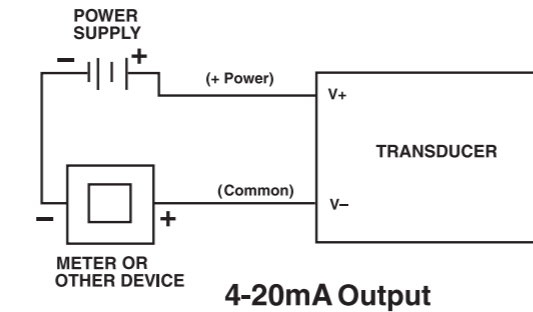 POWER
SUPPLY
− +
(+ Power)
V+
TRANSDUCER
(Common)
V−
− +
METER OR
OTHER DEVICE
4-20mA Output